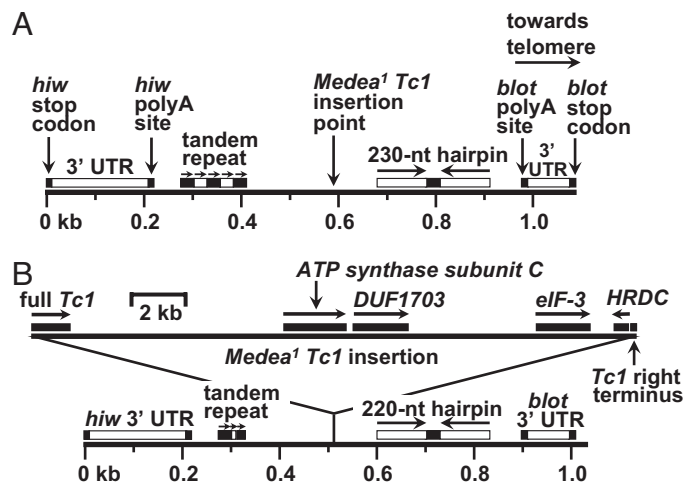 A
towards
telomere
hiw
stop
codon
hiw
polyA
site
Medea¹ Tc1
insertion
point
blot
polyA
site
blot
stop
codon
3' UTR
tandem
repeat
230-nt hairpin
3'
UTR
0 kb 0.2 0.4 0.6 0.8 1.0
B
full Tc1
2 kb
ATP synthase subunit C
DUF1703
eIF-3
HRDC
Medea¹ Tc1 insertion
Tc1 right
terminus
hiw 3' UTR
tandem
repeat
220-nt hairpin
blot
3' UTR
0 kb 0.2 0.4 0.6 0.8 1.0